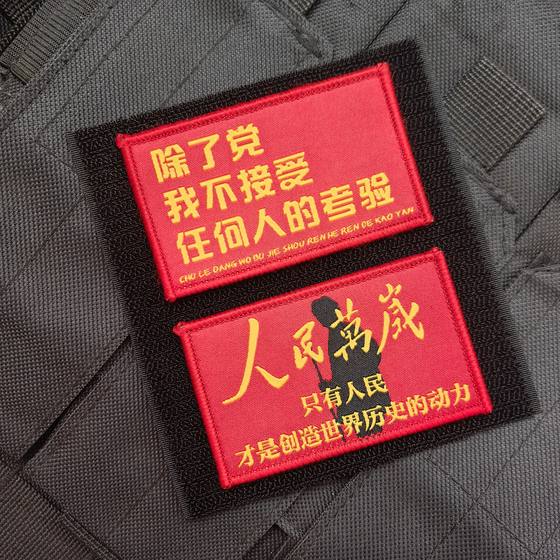 除了党
我不接受
任何人的考验
CHU LE DANG WO BU JIE SHOU REN HE REN DE KAO YAN
人民萬歲
只有人民
才是创造世界历史的动力